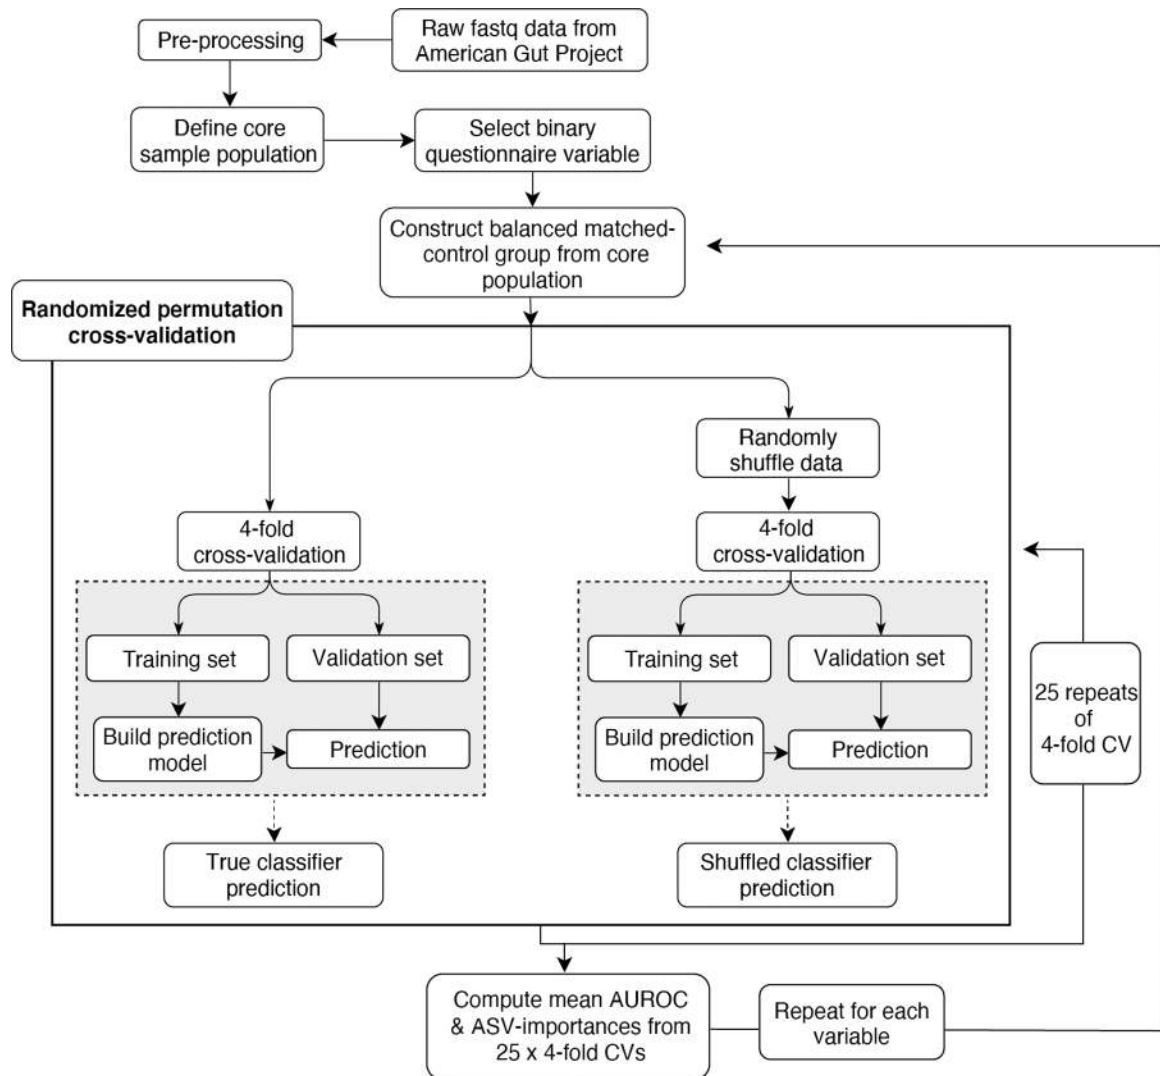 Raw fastq data from
American Gut Project
Pre-processing
Define core
sample population
Select binary
questionnaire variable
Construct balanced matched-
control group from core
population
Randomized permutation
cross-validation
Randomly
shuffle data
4-fold
cross-validation
4-fold
cross-validation
Training set
Validation set
Training set
Validation set
Build prediction
model
Prediction
Build prediction
model
Prediction
25 repeats
of
4-fold CV
True classifier
prediction
Shuffled classifier
prediction
Compute mean AUROC
& ASV-importances from
25 x 4-fold CVs
Repeat for each
variable